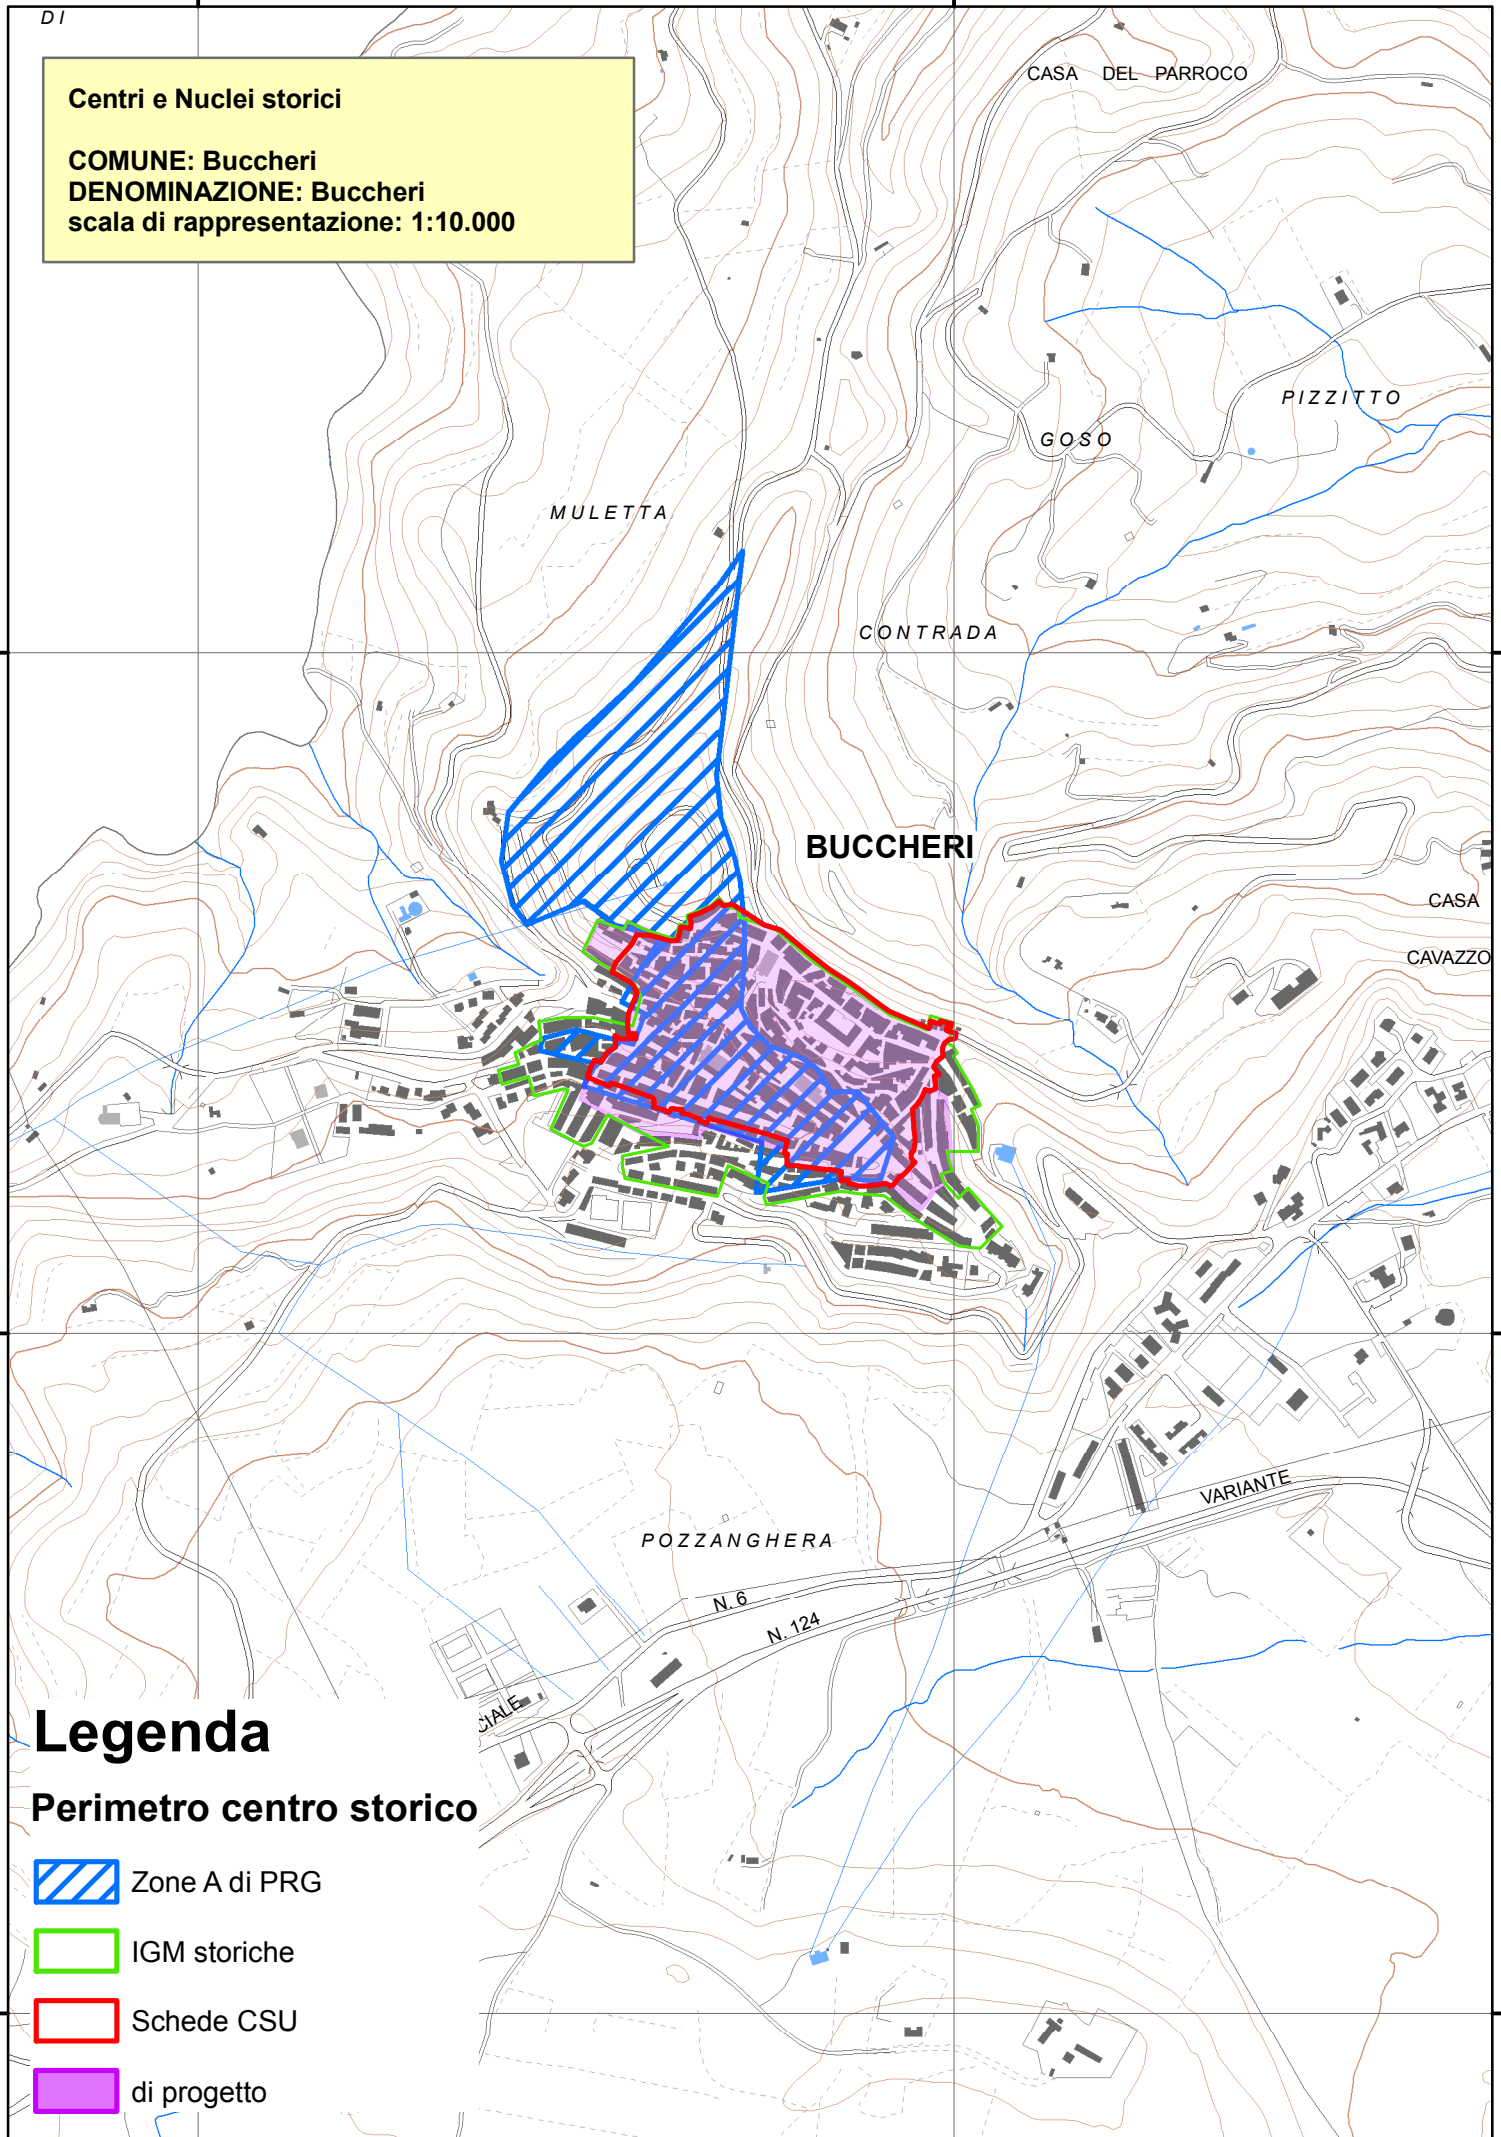 DI
Centri e Nuclei storici
COMUNE: Buccheri
DENOMINAZIONE: Buccheri
scala di rappresentazione: 1:10.000
CASA DEL PARROCO
PIZZITTO
GOSO
MULETTA
CONTRADA
BUCCHERI
CASA
CAVAZZO
VARIANTE
POZZANGHERA
N. 6
N. 124
CIALE
Legenda
Perimetro centro storico
Zone A di PRG
IGM storiche
Schede CSU
di progetto